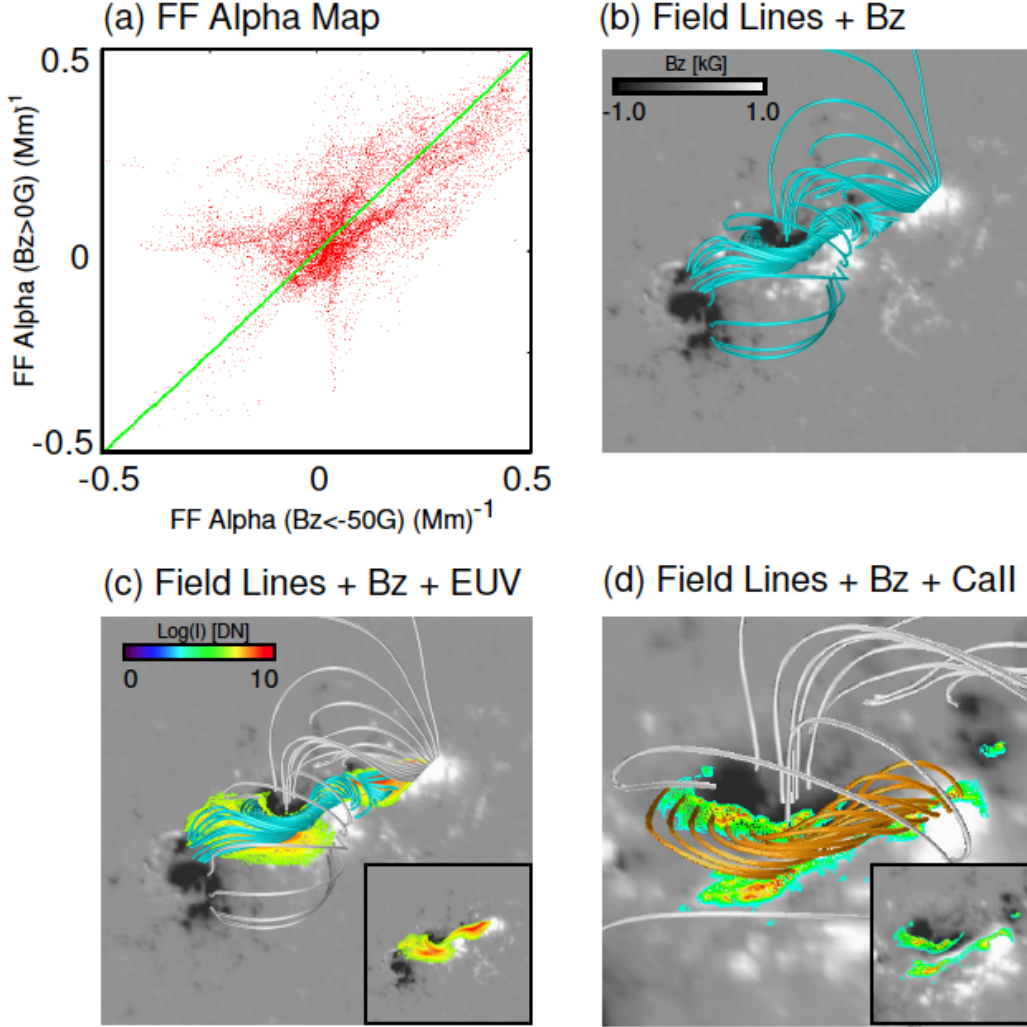 (a) FF Alpha Map
0.5
0
-0.5
FF Alpha (Bz>0G) (Mm)^-1
-0.5
0
0.5
FF Alpha (Bz<-50G) (Mm)^-1
(b) Field Lines + Bz
Bz [kG]
-1.0
1.0
(c) Field Lines + Bz + EUV
Log(I) [DN]
0
10
(d) Field Lines + Bz + CaII